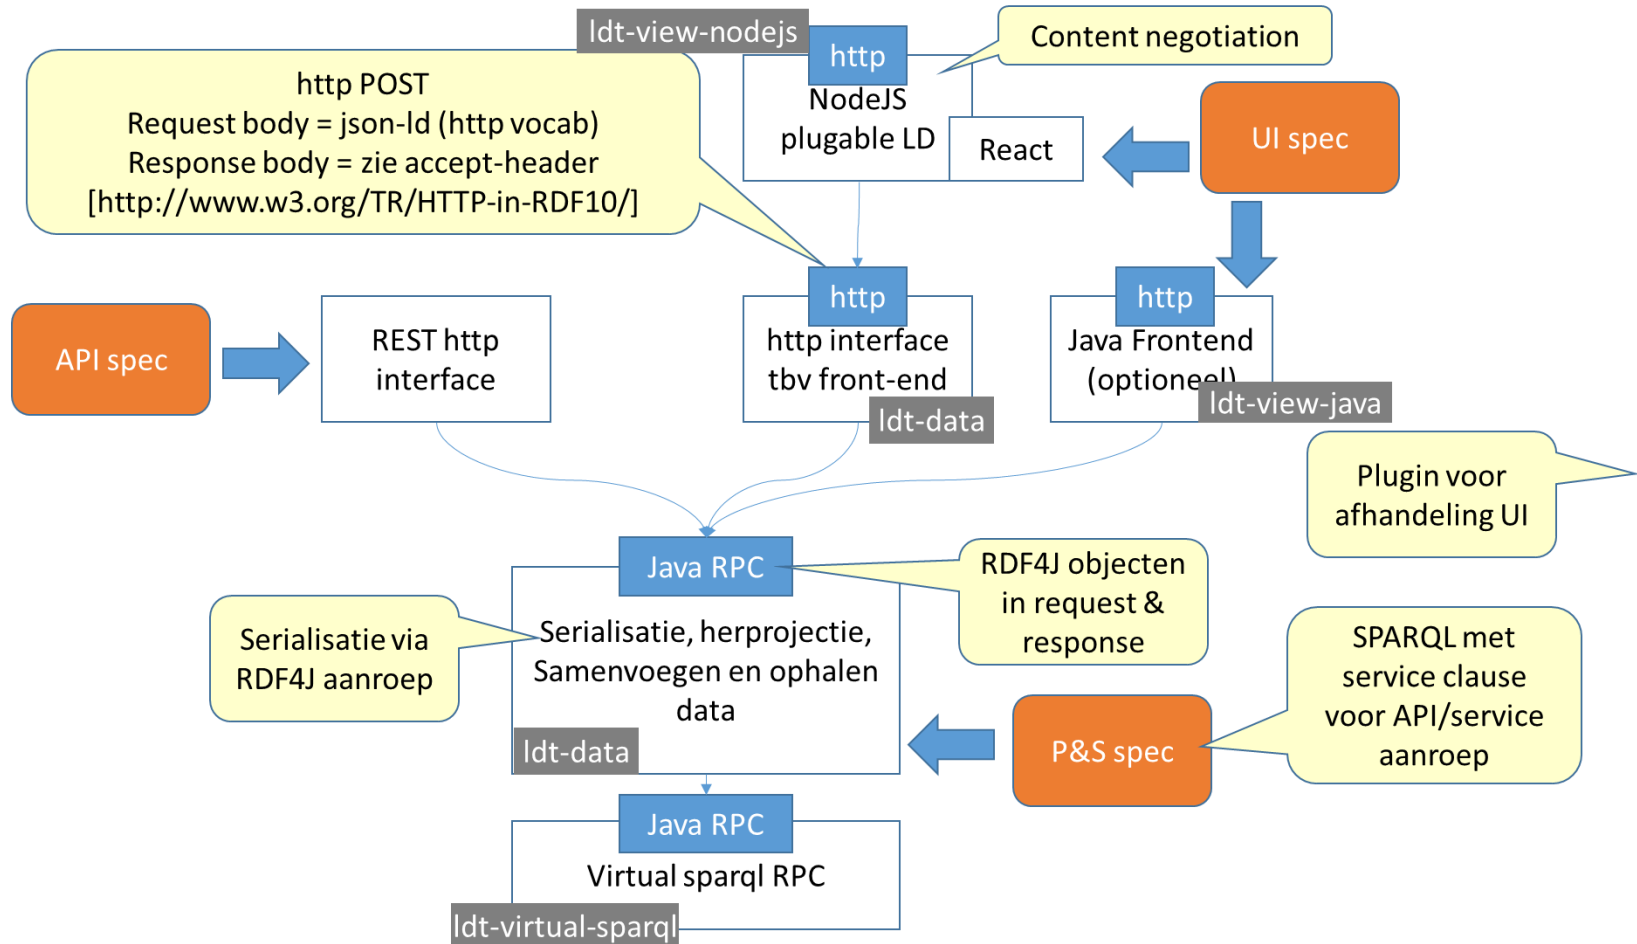 ldt-view-nodejs
http
Content negotiation
http POST
Request body = json-ld (http vocab)
Response body = zie accept-header
[http://www.w3.org/TR/HTTP-in-RDF10/]
NodeJS
plugable LD
React
UI spec
API spec
REST http
interface
http
http interface
tbv front-end
ldt-data
http
Java Frontend
(optioneel)
ldt-view-java
Plugin voor
afhandeling UI
Java RPC
RDF4J objecten
in request &
response
Serialisatie via
RDF4J aanroep
Serialisatie, herprojectie,
Samenvoegen en ophalen
data
ldt-data
P&S spec
SPARQL met
service clause
voor API/service
aanroep
Java RPC
Virtual sparql RPC
ldt-virtual-sparql